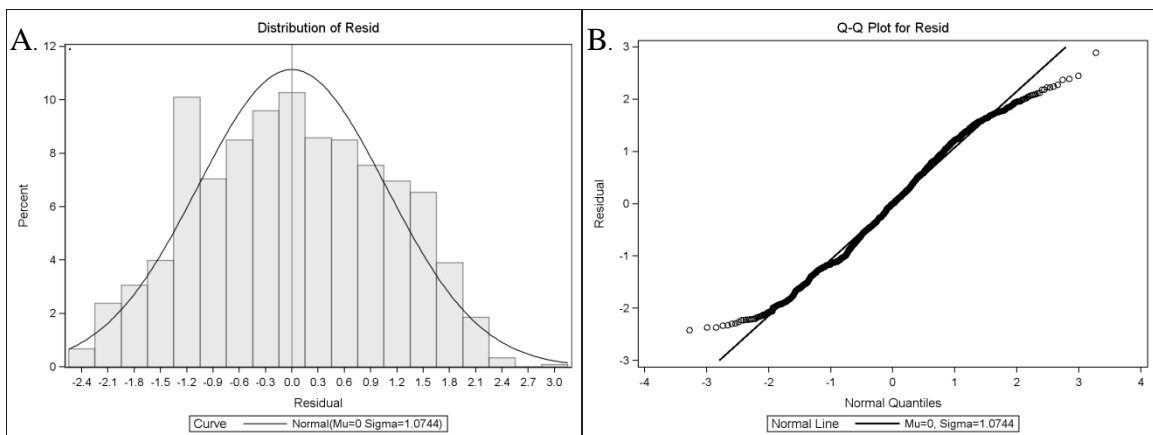 A.
Distribution of Resid
12
10
8
6
4
2
0
Percent
-2.4 -2.1 -1.8 -1.5 -1.2 -0.9 -0.6 -0.3 0.0 0.3 0.6 0.9 1.2 1.5 1.8 2.1 2.4 2.7 3.0
Residual
Curve Normal(Mu=0 Sigma=1.0744)
B.
Q-Q Plot for Resid
3
2
1
0
-1
-2
-3
Residual
-4 -3 -2 -1 0 1 2 3 4
Normal Quantiles
Normal Line Mu=0, Sigma=1.0744